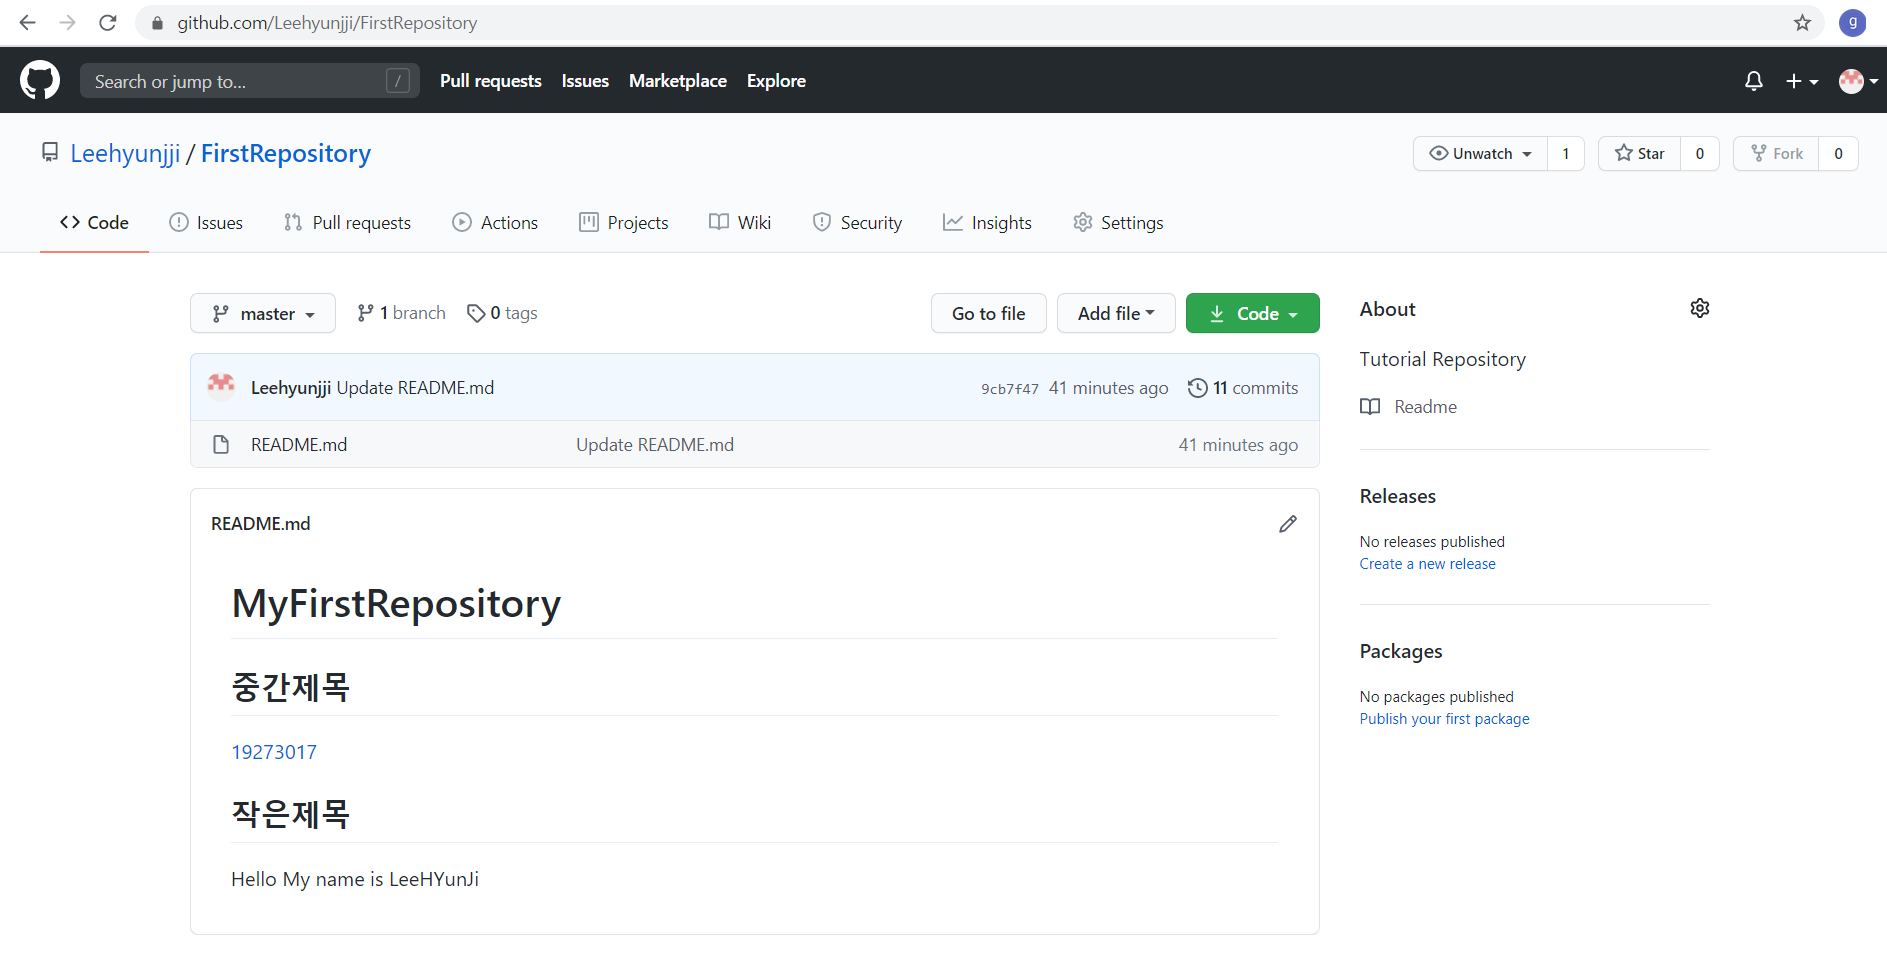 github.com/Leehyunjji/FirstRepository
g
Search or jump to... / Pull requests Issues Marketplace Explore
Leehyunjji / FirstRepository Unwatch 1 Star 0 Fork 0
Code Issues Pull requests Actions Projects Wiki Security Insights Settings
master 1 branch 0 tags Go to file Add file Code
Leehyunjji Update README.md 9cb7f47 41 minutes ago 11 commits
README.md Update README.md 41 minutes ago
README.md
MyFirstRepository
중간제목
19273017
작은제목
Hello My name is LeeHYunJi
About
Tutorial Repository
Readme
Releases
No releases published
Create a new release
Packages
No packages published
Publish your first package